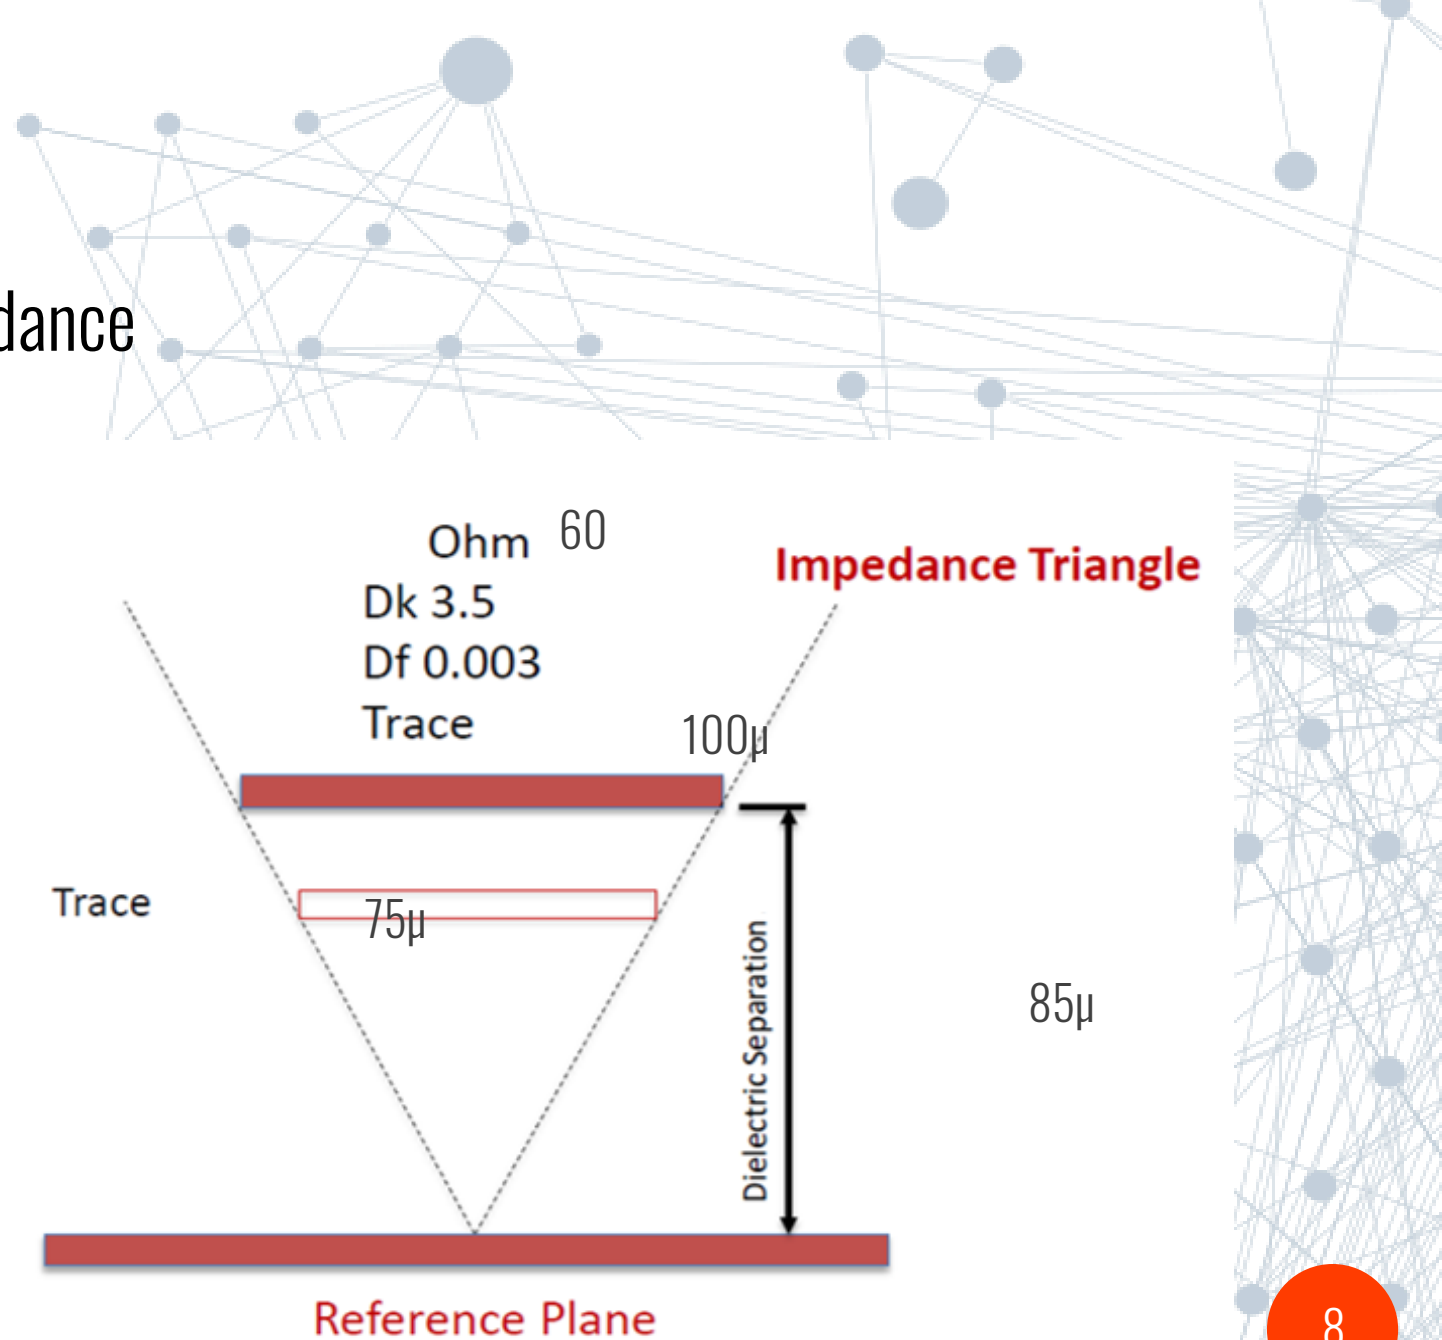 dance
Ohm 60
Impedance Triangle
Dk 3.5
Df 0.003
Trace 100μ
Trace
75μ
Dielectric Separation
85μ
Reference Plane
8